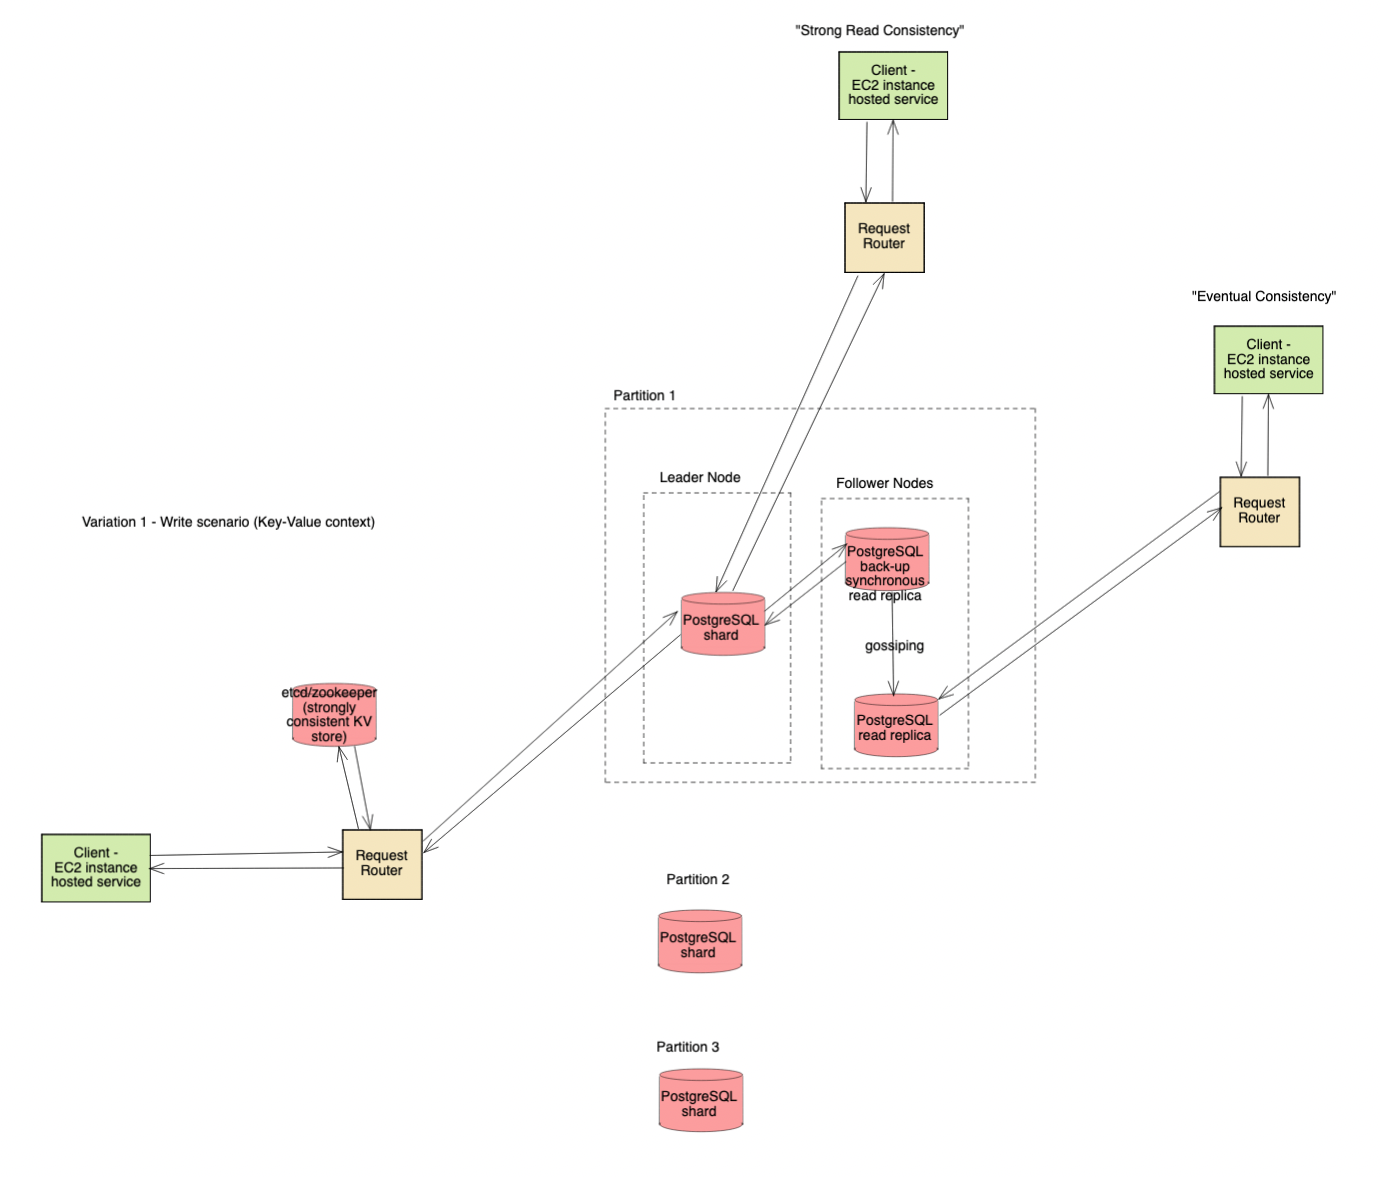 "Strong Read Consistency"
Client -
EC2 instance
hosted service
Request
Router
"Eventual Consistency"
Client -
EC2 instance
hosted service
Request
Router
Partition 1
Leader Node
Follower Nodes
Variation 1 - Write scenario (Key-Value context)
PostgreSQL
back-up
synchronous
read replica
PostgreSQL
shard
gossiping
PostgreSQL
read replica
etcd/zookeeper
(strongly
consistent KV
store)
Client -
EC2 instance
hosted service
Request
Router
Partition 2
PostgreSQL
shard
Partition 3
PostgreSQL
shard